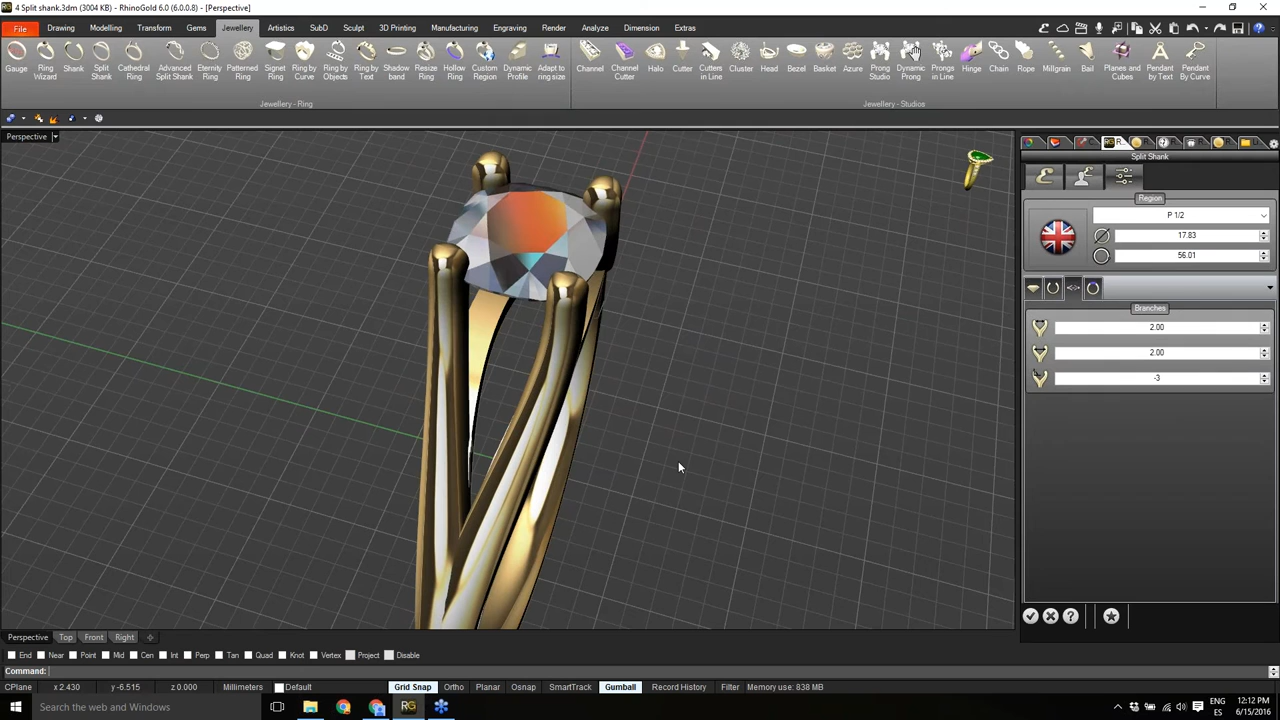 4 Split shank.3dm (3004 KB) - RhinoGold 6.0 (6.0.0.8) - [Perspective]
File Drawing Modelling Transform Gems Jewellery Artistics SubD Sculpt 3D Printing Manufacturing Engraving Render Analyze Dimension Extras
Gauge Ring Wizard Shank Split Shank Cathedral Ring Advanced Split Shank Eternity Ring Patterned Ring Signet Ring Ring by Curve Ring by Objects Ring by Text Shadow band Resize Ring Hollow Ring Custom Region Dynamic Profile Adapt to ring size Channel Channel Cutter Halo Cutter Cutters in Line Cluster Head Bezel Basket Azure Prong Studio Dynamic Prong Prongs in Line Hinge Chain Rope Millgrain Bail Planes and Cubes Pendant by Text Pendant By Curve
Jewellery - Ring Jewellery - Studios
Perspective
Split Shank
Region
P 1/2
17.83
56.01
Branches
2.00
2.00
-3
Perspective Top Front Right
End Near Point Mid Cen Int Perp Tan Quad Knot Vertex Project Disable
Command:
CPlane x 2.430 y -6.515 z 0.000 Millimeters Default Grid Snap Ortho Planar Osnap SmartTrack Gumball Record History Filter Memory use: 838 MB
Search the web and Windows
RG
ENG
ES
12:12 PM
6/15/2016